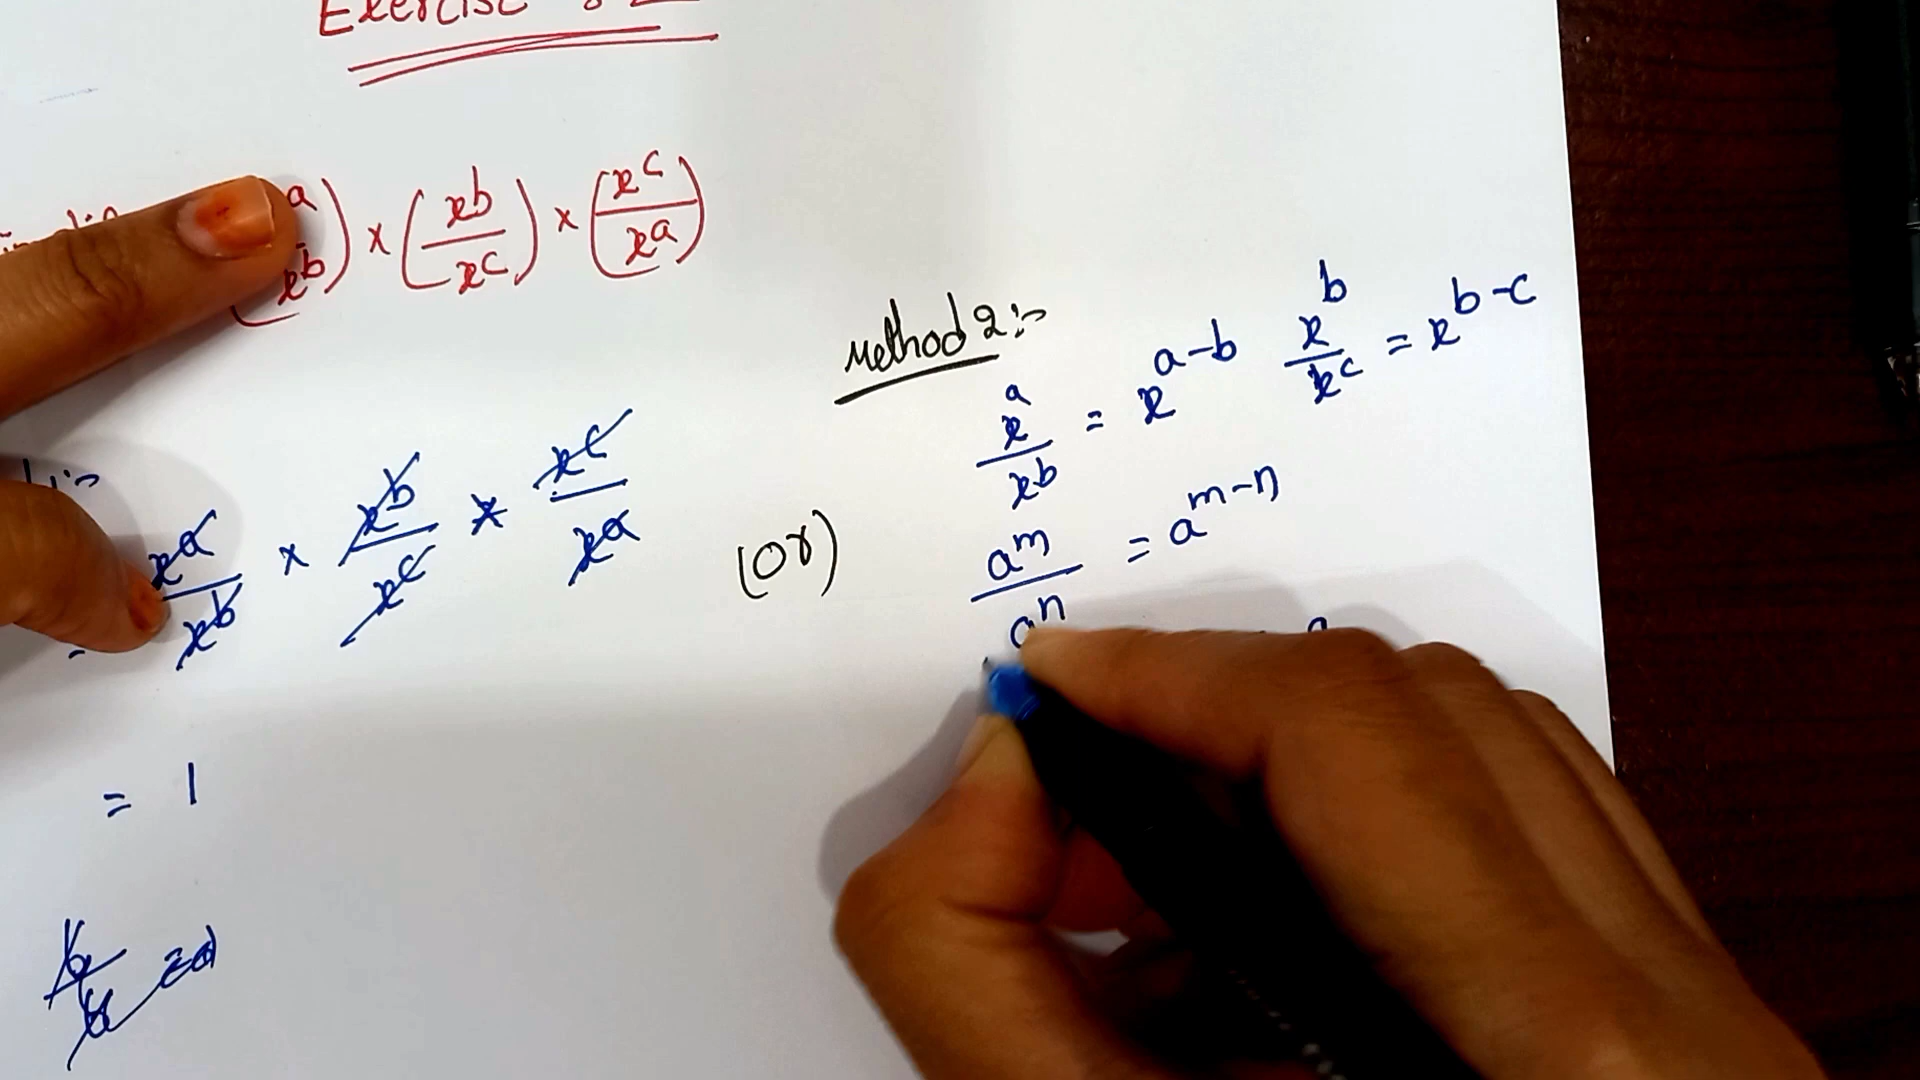 Exercise
a/x^b) × (x^b/x^c) × (x^c/x^a)
Method 2:-
x^a/x^b = x^(a-b) x^b/x^c = x^(b-c)
x^a/x^b × x^b/x^c × x^c/x^a
(Or)
a^m/a^n = a^(m-n)
= 1